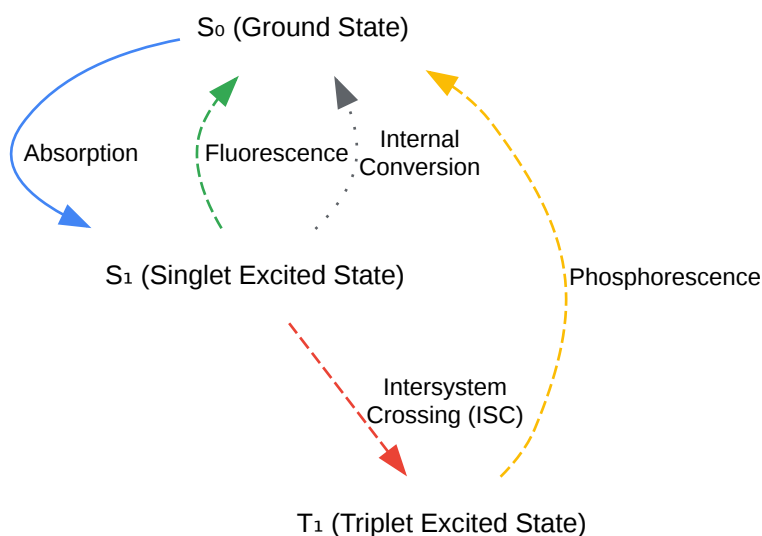 S₀ (Ground State)
Absorption
Fluorescence
Internal
Conversion
S₁ (Singlet Excited State)
Phosphorescence
Intersystem
Crossing (ISC)
T₁ (Triplet Excited State)